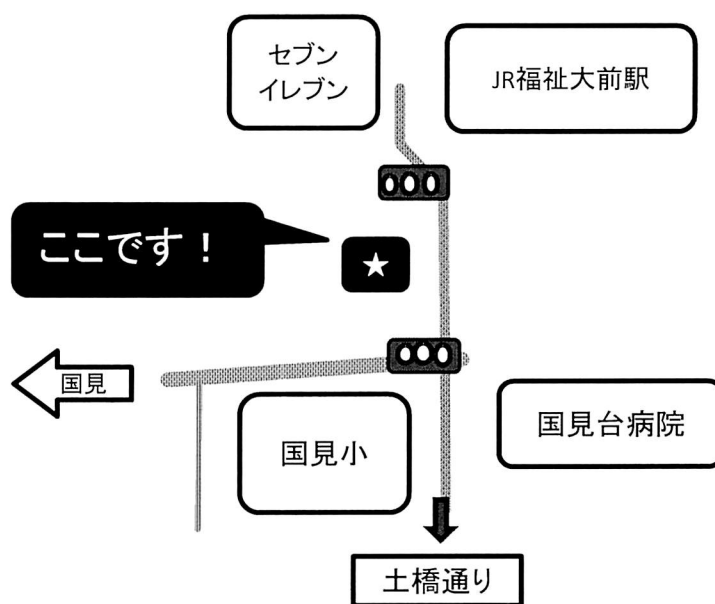 セブン
イレブン
JR福祉大前駅
ここです！
★
国見
国見小
国見台病院
土橋通り